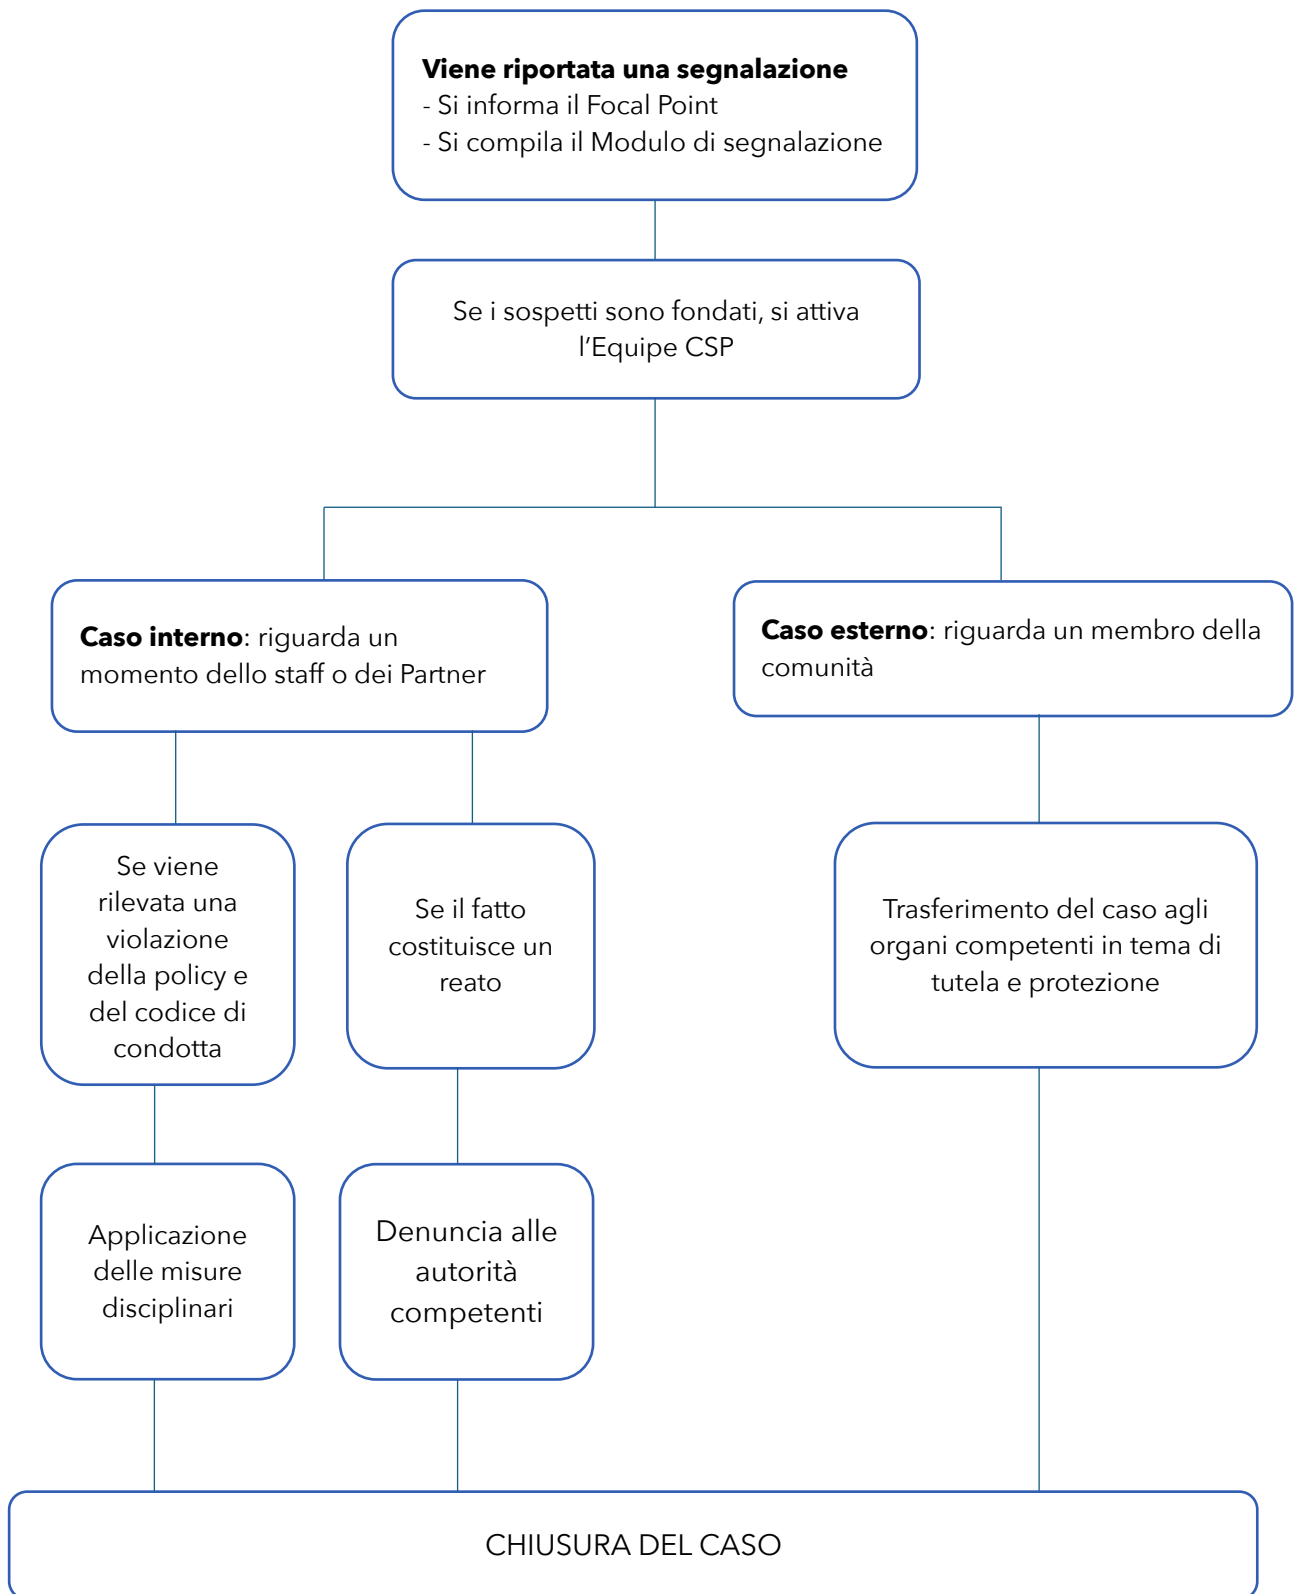 Viene riportata una segnalazione
- Si informa il Focal Point
- Si compila il Modulo di segnalazione
Se i sospetti sono fondati, si attiva
l'Equipe CSP
Caso interno: riguarda un
momento dello staff o dei Partner
Caso esterno: riguarda un membro della
comunità
Se viene
rilevata una
violazione
della policy e
del codice di
condotta
Se il fatto
costituisce un
reato
Trasferimento del caso agli
organi competenti in tema di
tutela e protezione
Applicazione
delle misure
disciplinari
Denuncia alle
autorità
competenti
CHIUSURA DEL CASO